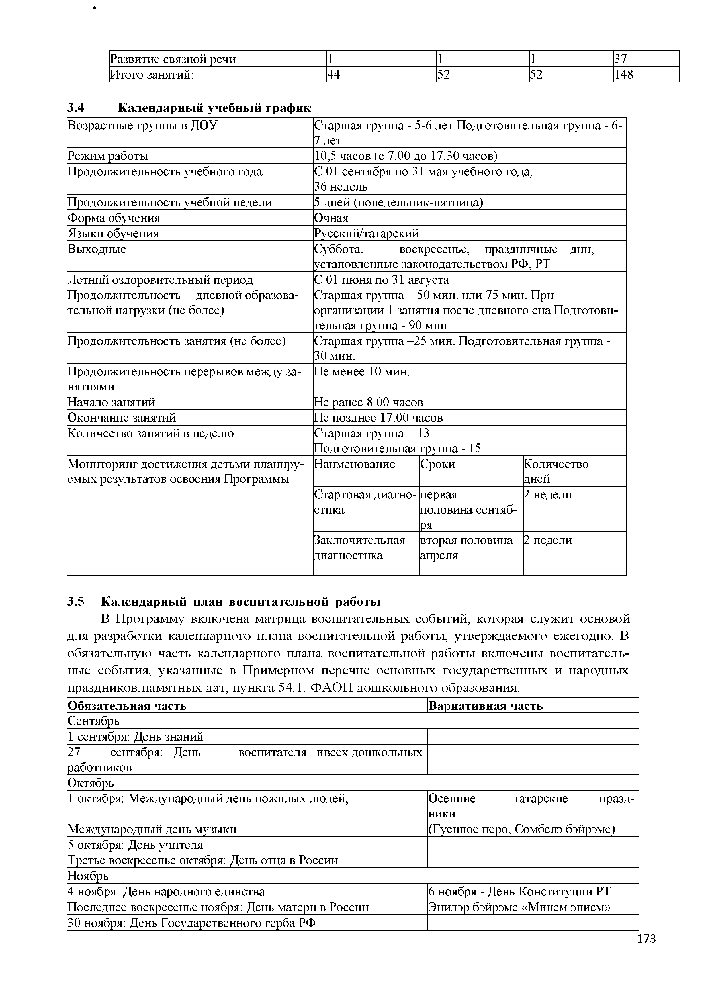 •
Развитие связной речи 1 1 1 37
Итого занятий: 44 52 52 148
3.4 Календарный учебный график
Возрастные группы в ДОУ Старшая группа - 5-6 лет Подготовительная группа - 6-
7 лет
Режим работы 10,5 часов (с 7.00 до 17.30 часов)
Продолжительность учебного года С 01 сентября по 31 мая учебного года,
36 недель
Продолжительность учебной недели 5 дней (понедельник-пятница)
Форма обучения Очная
Языки обучения Русский/татарский
Выходные Суббота, воскресенье, праздничные дни,
установленные законодательством РФ, РТ
Летний оздоровительный период С 01 июня по 31 августа
Продолжительность дневной образова- Старшая группа – 50 мин. или 75 мин. При
тельной нагрузки (не более) организации 1 занятия после дневного сна Подготови-
тельная группа - 90 мин.
Продолжительность занятия (не более) Старшая группа –25 мин. Подготовительная группа -
30 мин.
Продолжительность перерывов между за- Не менее 10 мин.
нятиями
Начало занятий Не ранее 8.00 часов
Окончание занятий Не позднее 17.00 часов
Количество занятий в неделю Старшая группа – 13
Подготовительная группа - 15
Мониторинг достижения детьми планиру- Наименование Сроки Количество
емых результатов освоения Программы дней
Стартовая диагно- первая 2 недели
стика половина сентяб-
ря
Заключительная вторая половина 2 недели
диагностика апреля
3.5 Календарный план воспитательной работы
В Программу включена матрица воспитательных событий, которая служит основой
для разработки календарного плана воспитательной работы, утверждаемого ежегодно. В
обязательную часть календарного плана воспитательной работы включены воспитатель-
ные события, указанные в Примерном перечне основных государственных и народных
праздников,памятных дат, пункта 54.1. ФАОП дошкольного образования.
Обязательная часть Вариативная часть
Сентябрь
1 сентября: День знаний
27 сентября: День воспитателя ивсех дошкольных
работников
Октябрь
1 октября: Международный день пожилых людей; Осенние татарские празд-
ники
Международный день музыки (Гусиное перо, Сомбелэ бэйрэме)
5 октября: День учителя
Третье воскресенье октября: День отца в России
Ноябрь
4 ноября: День народного единства 6 ноября - День Конституции РТ
Последнее воскресенье ноября: День матери в России Энилэр бэйрэме «Минем энием»
30 ноября: День Государственного герба РФ
173